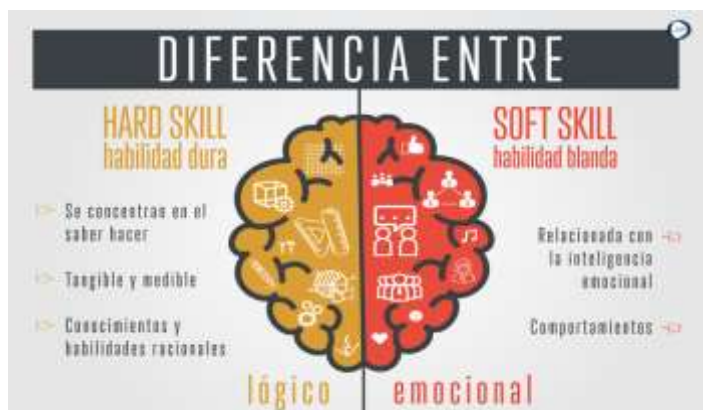 DIFERENCIA ENTRE
HARD SKILL
habilidad dura
Se concentran en el
saber hacer
Tangible y medible
Conocimientos y
habilidades racionales
lógico
SOFT SKILL
habilidad blanda
Relacionada con
la inteligencia
emocional
Comportamientos
emocional